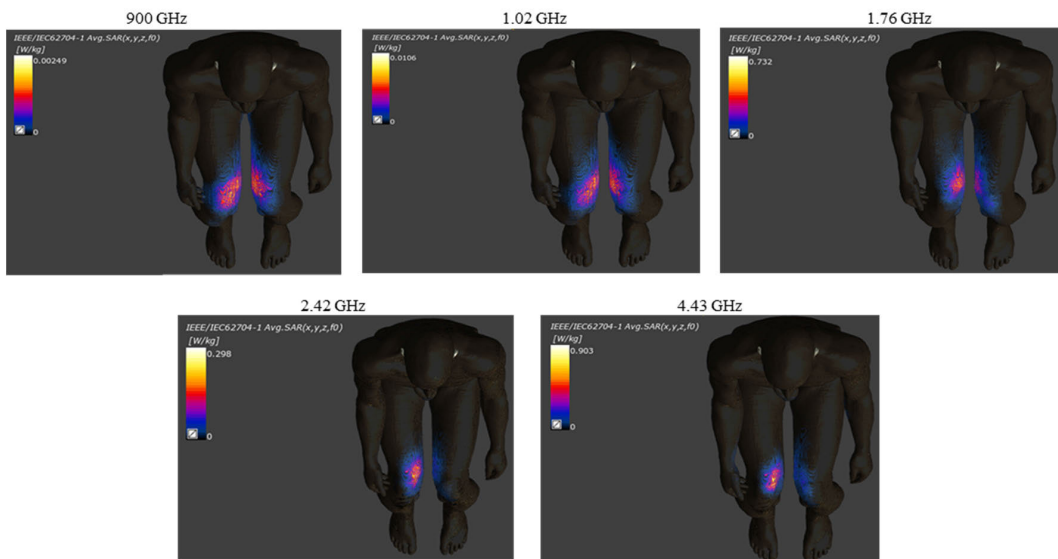 900 GHz
IEEE/IEC62704-1 Avg.SAR(x,y,z,f0)
[W/kg]
0.00249
0
1.02 GHz
IEEE/IEC62704-1 Avg.SAR(x,y,z,f0)
[W/kg]
0.0106
0
1.76 GHz
IEEE/IEC62704-1 Avg.SAR(x,y,z,f0)
[W/kg]
0.732
0
2.42 GHz
IEEE/IEC62704-1 Avg.SAR(x,y,z,f0)
[W/kg]
0.298
0
4.43 GHz
IEEE/IEC62704-1 Avg.SAR(x,y,z,f0)
[W/kg]
0.903
0